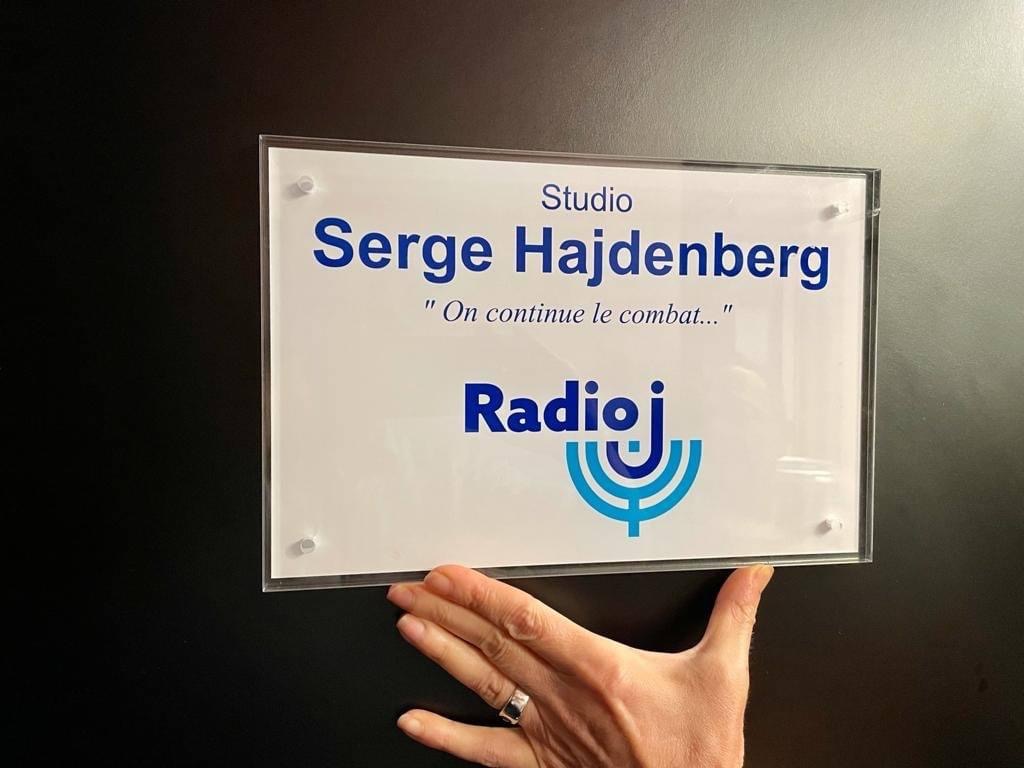 Studio
Serge Hajdenberg
" On continue le combat..."
Radio j